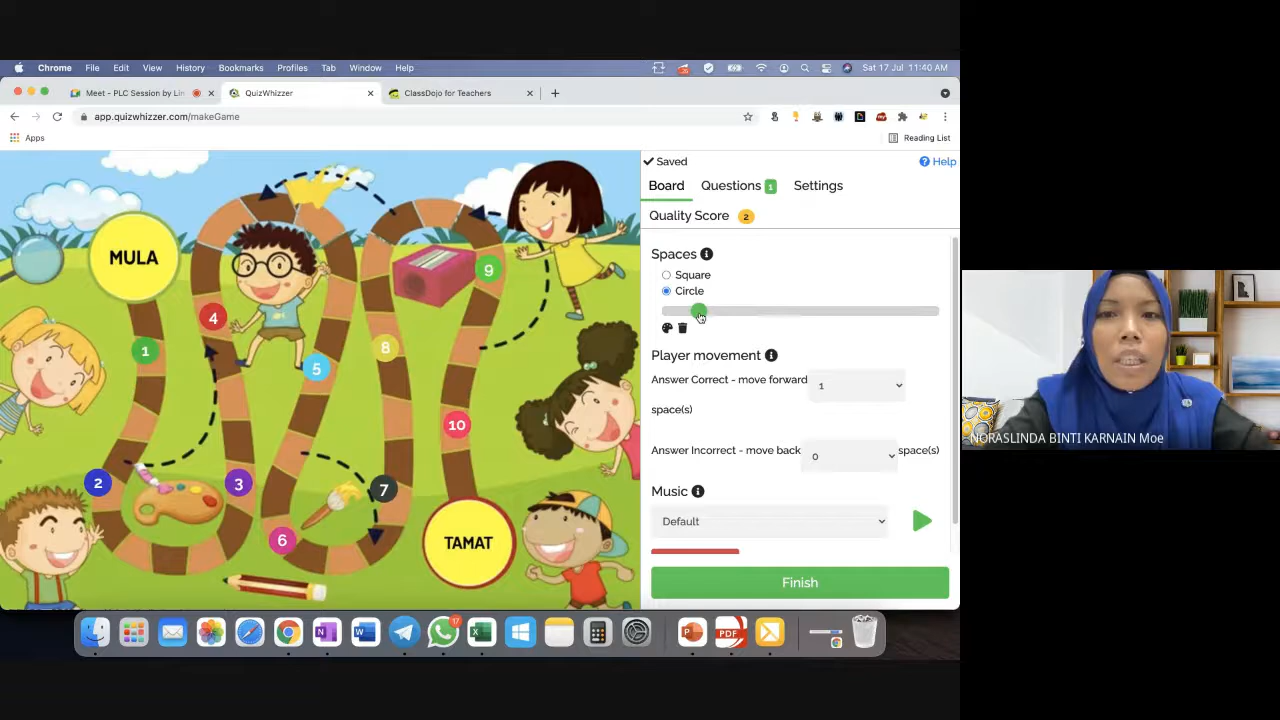 Chrome File Edit View History Bookmarks Profiles Tab Window Help
Sat 17 Jul 11:40 AM
Meet - PLC Session by Lin
QuizWhizzer
ClassDojo for Teachers
app.quizwhizzer.com/makeGame
Apps
Reading List
Saved
Help
Board
Questions 1
Settings
Quality Score 2
Spaces
Square
Circle
Player movement
Answer Correct - move forward 1
space(s)
Answer Incorrect - move back 0 space(s)
Music
Default
Finish
MULA
1
2
3
4
5
6
7
8
9
10
TAMAT
NORASLINDA BINTI KARNAIN Moe
17
W
X
N
P
PDF